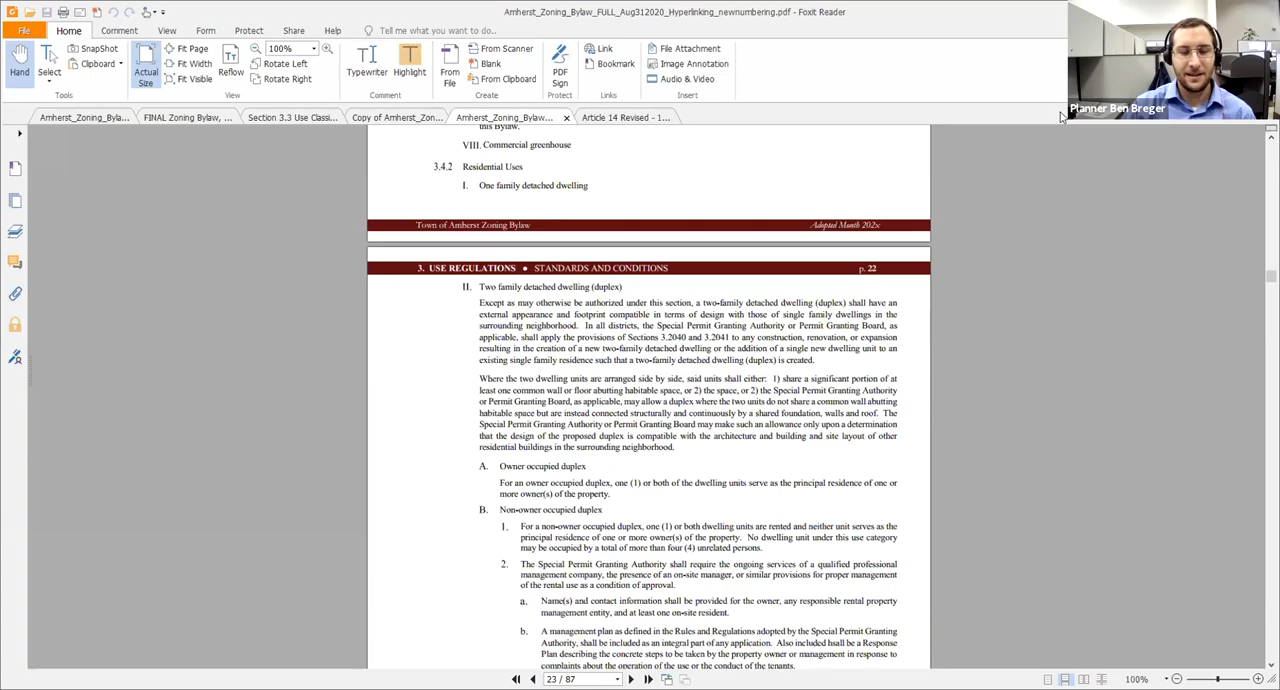 Amherst_Zoning_Bylaw_FULL_Aug312020_Hyperlinking_newnumbering.pdf - Foxit Reader
File Home Comment View Form Protect Share Help Tell me what you want to do...
SnapShot Fit Page 100% From Scanner Link File Attachment
Clipboard Fit Width Rotate Left Blank Bookmark Image Annotation
Fit Visible Rotate Right From Clipboard Audio & Video
Hand Select Actual Size Reflow Typewriter Highlight From File PDF Sign
Tools View Comment Create Protect Links Insert
Planner Ben Breger
Amherst_Zoning_Byla... FINAL Zoning Bylaw, ... Section 3.3 Use Classi... Copy of Amherst_Zon... Amherst_Zoning_Bylaw... Article 14 Revised - 1...
this Bylaw.
VIII. Commercial greenhouse
3.4.2 Residential Uses
I. One family detached dwelling
Town of Amherst Zoning Bylaw Adopted Month 202x
3. USE REGULATIONS ● STANDARDS AND CONDITIONS p. 22
II. Two family detached dwelling (duplex)
Except as may otherwise be authorized under this section, a two-family detached dwelling (duplex) shall have an
external appearance and footprint compatible in terms of design with those of single family dwellings in the
surrounding neighborhood. In all districts, the Special Permit Granting Authority or Permit Granting Board, as
applicable, shall apply the provisions of Sections 3.2040 and 3.2041 to any construction, renovation, or expansion
resulting in the creation of a new two-family detached dwelling or the addition of a single new dwelling unit to an
existing single family residence such that a two-family detached dwelling (duplex) is created.
Where the two dwelling units are arranged side by side, said units shall either: 1) share a significant portion of at
least one common wall or floor abutting habitable space, or 2) the space, or 2) the Special Permit Granting Authority
or Permit Granting Board, as applicable, may allow a duplex where the two units do not share a common wall abutting
habitable space but are instead connected structurally and continuously by a shared foundation, walls and roof. The
Special Permit Granting Authority or Permit Granting Board may make such an allowance only upon a determination
that the design of the proposed duplex is compatible with the architecture and building and site layout of other
residential buildings in the surrounding neighborhood.
A. Owner occupied duplex
For an owner occupied duplex, one (1) or both of the dwelling units serve as the principal residence of one or
more owner(s) of the property.
B. Non-owner occupied duplex
1. For a non-owner occupied duplex, one (1) or both dwelling units are rented and neither unit serves as the
principal residence of one or more owner(s) of the property. No dwelling unit under this use category
may be occupied by a total of more than four (4) unrelated persons.
2. The Special Permit Granting Authority shall require the ongoing services of a qualified professional
management company, the presence of an on-site manager, or similar provisions for proper management
of the rental use as a condition of approval.
a. Name(s) and contact information shall be provided for the owner, any responsible rental property
management entity, and at least one on-site resident.
b. A management plan as defined in the Rules and Regulations adopted by the Special Permit Granting
Authority, shall be included as an integral part of any application. Also included hsall be a Response
Plan describing the concrete steps to be taken by the property owner or management in response to
complaints about the operation of the use or the conduct of the tenants.
23 / 87 100%